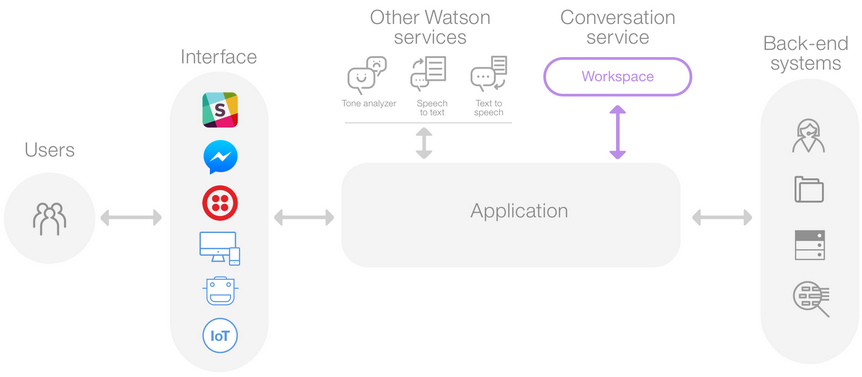 Other Watson
services
Conversation
service
Back-end
systems
Interface
Workspace
Tone analyzer
Speech
to text
Text to
speech
S
Users
Application
IoT